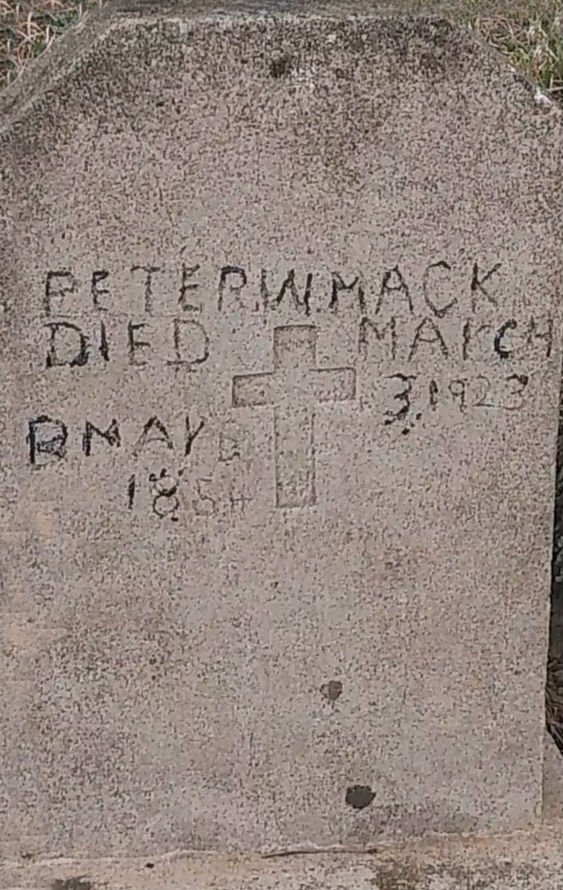 PETER.W.MACK
DIED MARCH
3.1923
B MAY
1854